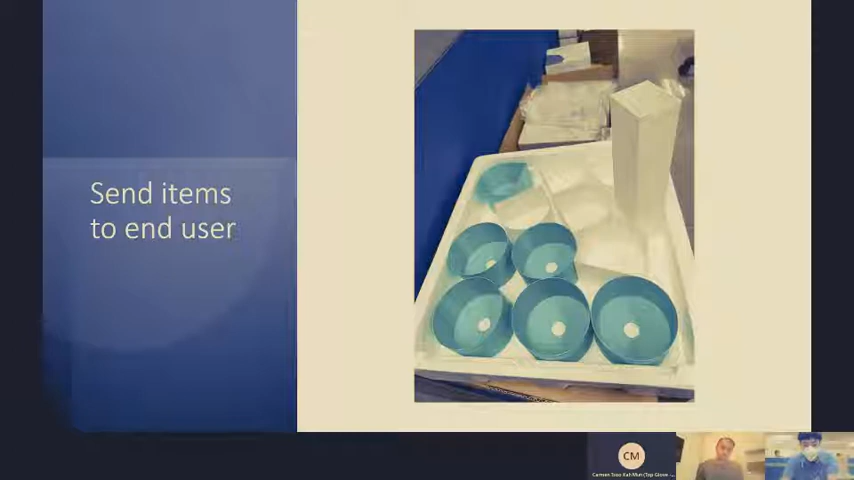 Send items
to end user
CM